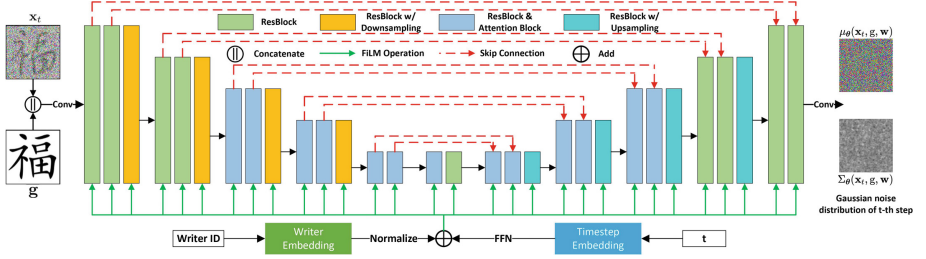 x_t
ResBlock
ResBlock w/
Downsampling
ResBlock &
Attention Block
ResBlock w/
Upsampling
Concatenate
FiLM Operation
Skip Connection
Add
福
||
Conv
福
g
Conv
μ_θ(x_t, g, w)
Σ_θ(x_t, g, w)
Gaussian noise
distribution of t-th step
Writer ID
Writer
Embedding
Normalize
FFN
Timestep
Embedding
t